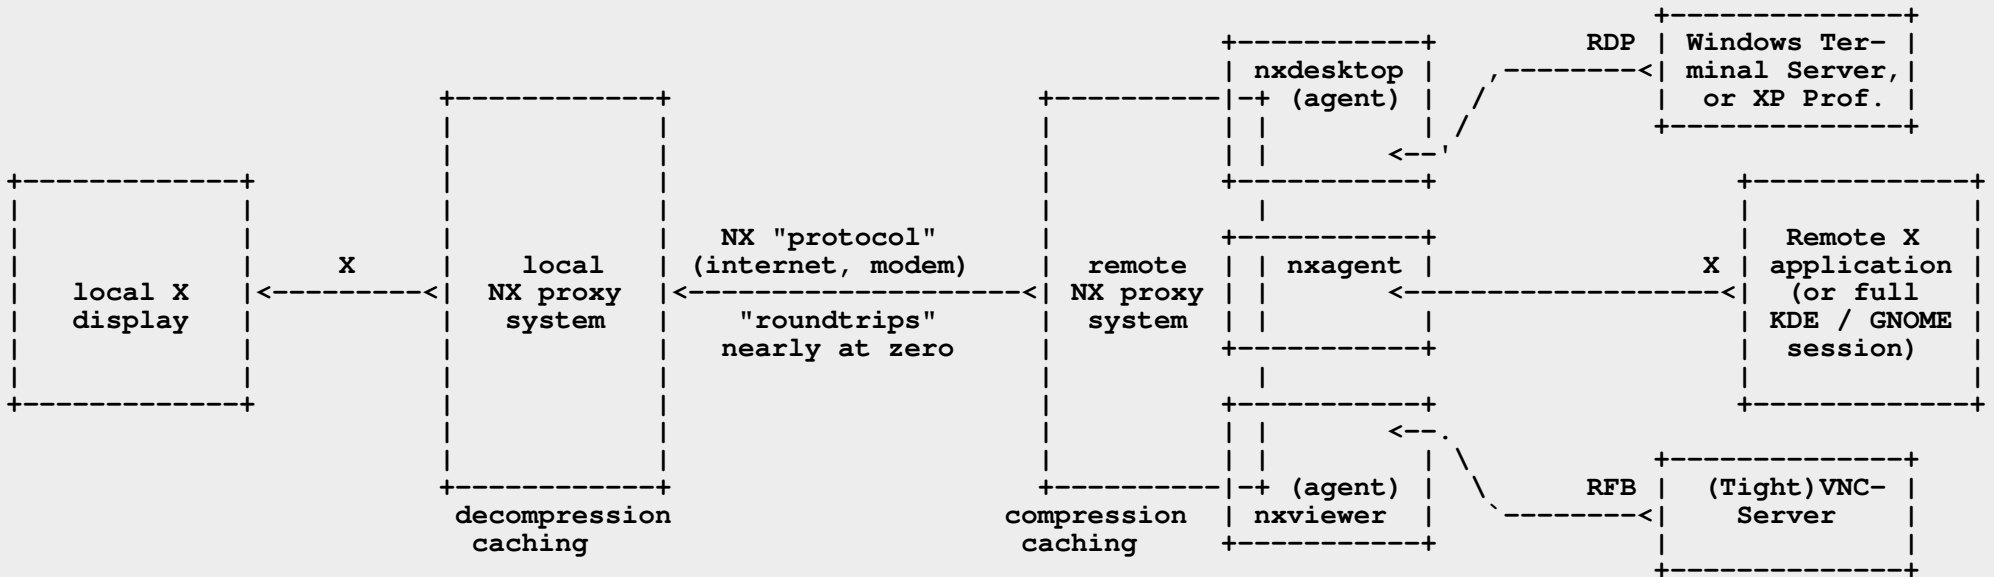 RDP
Windows Ter-
minal Server,
or XP Prof.
nxdesktop
(agent)
local X
display
X
local
NX proxy
system
decompression
caching
NX "protocol"
(internet, modem)
"roundtrips"
nearly at zero
remote
NX proxy
system
compression
caching
nxagent
X
Remote X
application
(or full
KDE / GNOME
session)
(agent)
nxviewer
RFB
(Tight)VNC-
Server